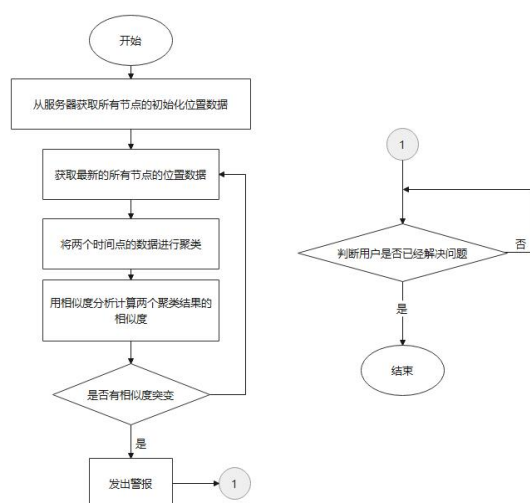 开始
从服务器获取所有节点的初始化位置数据
获取最新的所有节点的位置数据
将两个时间点的数据进行聚类
用相似度分析计算两个聚类结果的
相似度
是否有相似度突变
是
发出警报
1
1
判断用户是否已经解决问题
否
是
结束